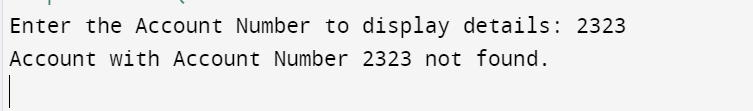 Enter the Account Number to display details: 2323
Account with Account Number 2323 not found.